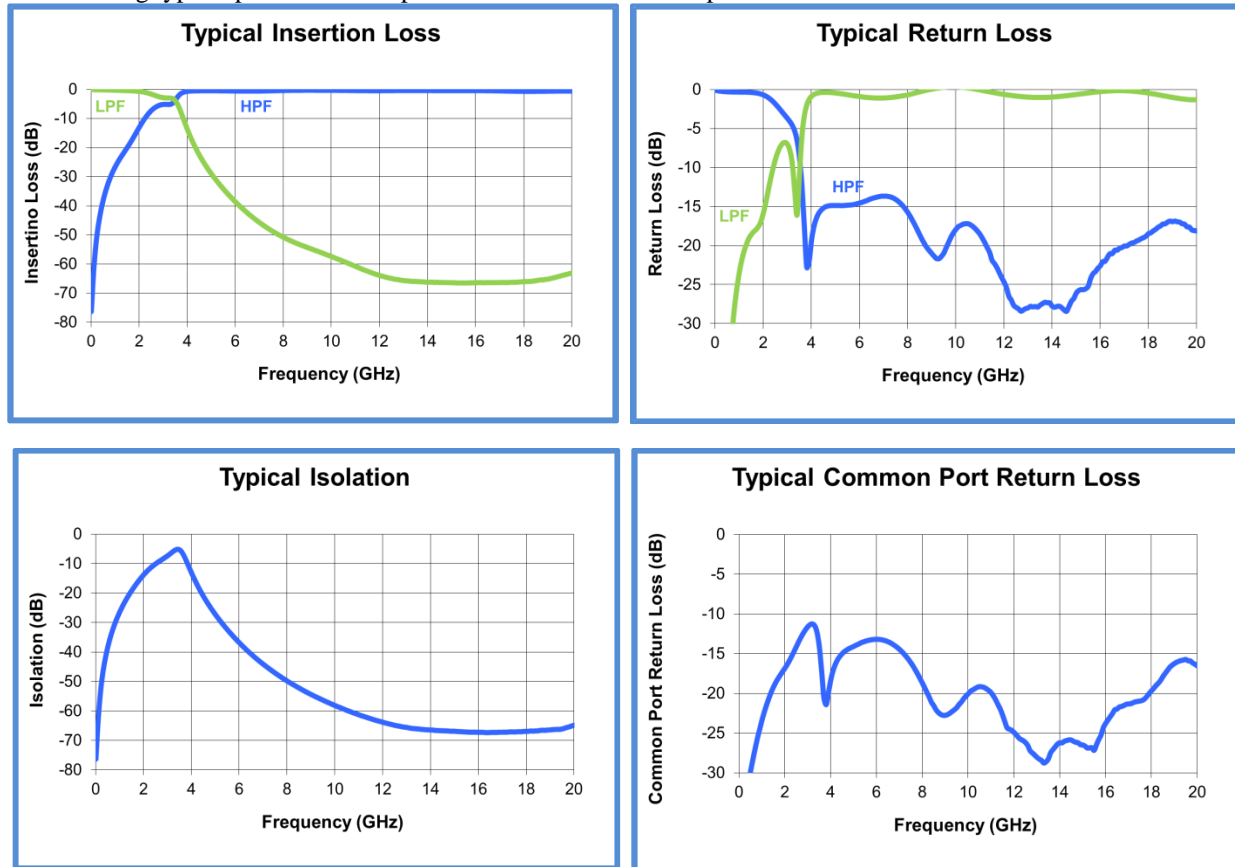 Typical Insertion Loss
Insertino Loss (dB)
0
-10
-20
-30
-40
-50
-60
-70
-80
LPF
HPF
0 2 4 6 8 10 12 14 16 18 20
Frequency (GHz)
Typical Return Loss
Return Loss (dB)
0
-5
-10
-15
-20
-25
-30
HPF
LPF
0 2 4 6 8 10 12 14 16 18 20
Frequency (GHz)
Typical Isolation
Isolation (dB)
0
-10
-20
-30
-40
-50
-60
-70
-80
0 2 4 6 8 10 12 14 16 18 20
Frequency (GHz)
Typical Common Port Return Loss
Common Port Return Loss (dB)
0
-5
-10
-15
-20
-25
-30
0 2 4 6 8 10 12 14 16 18 20
Frequency (GHz)